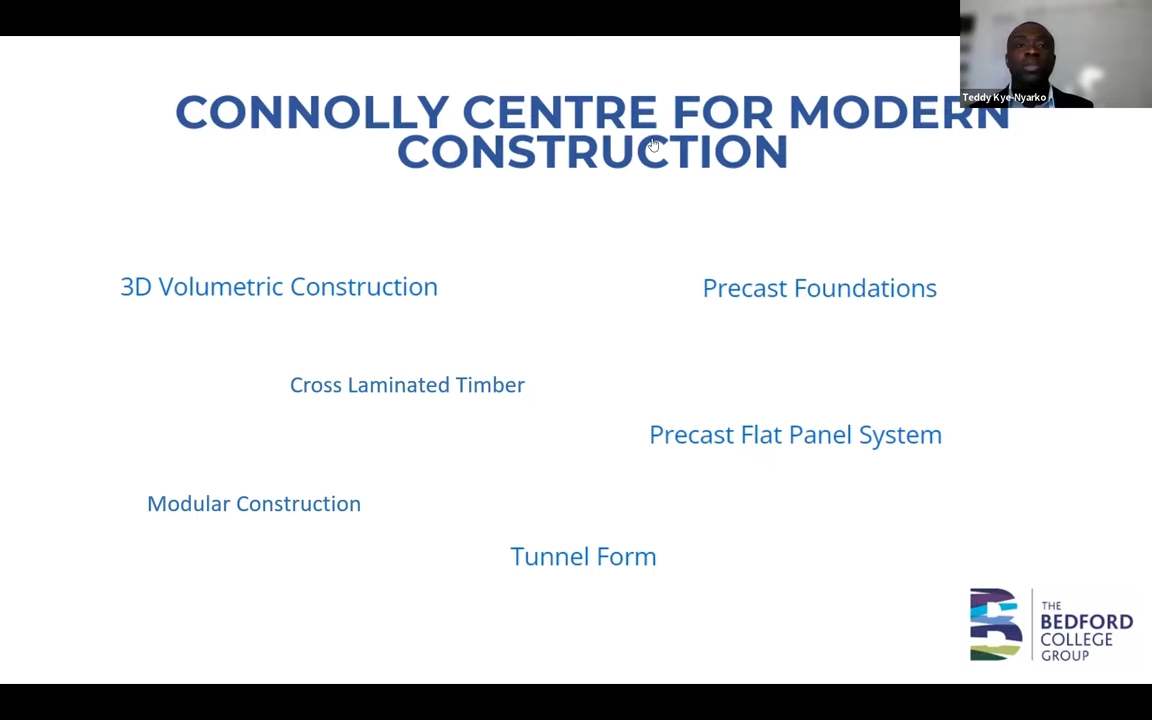 Teddy Kye-Nyarko
CONNOLLY CENTRE FOR MODERN
CONSTRUCTION
3D Volumetric Construction
Precast Foundations
Cross Laminated Timber
Precast Flat Panel System
Modular Construction
Tunnel Form
THE
BEDFORD
COLLEGE
GROUP